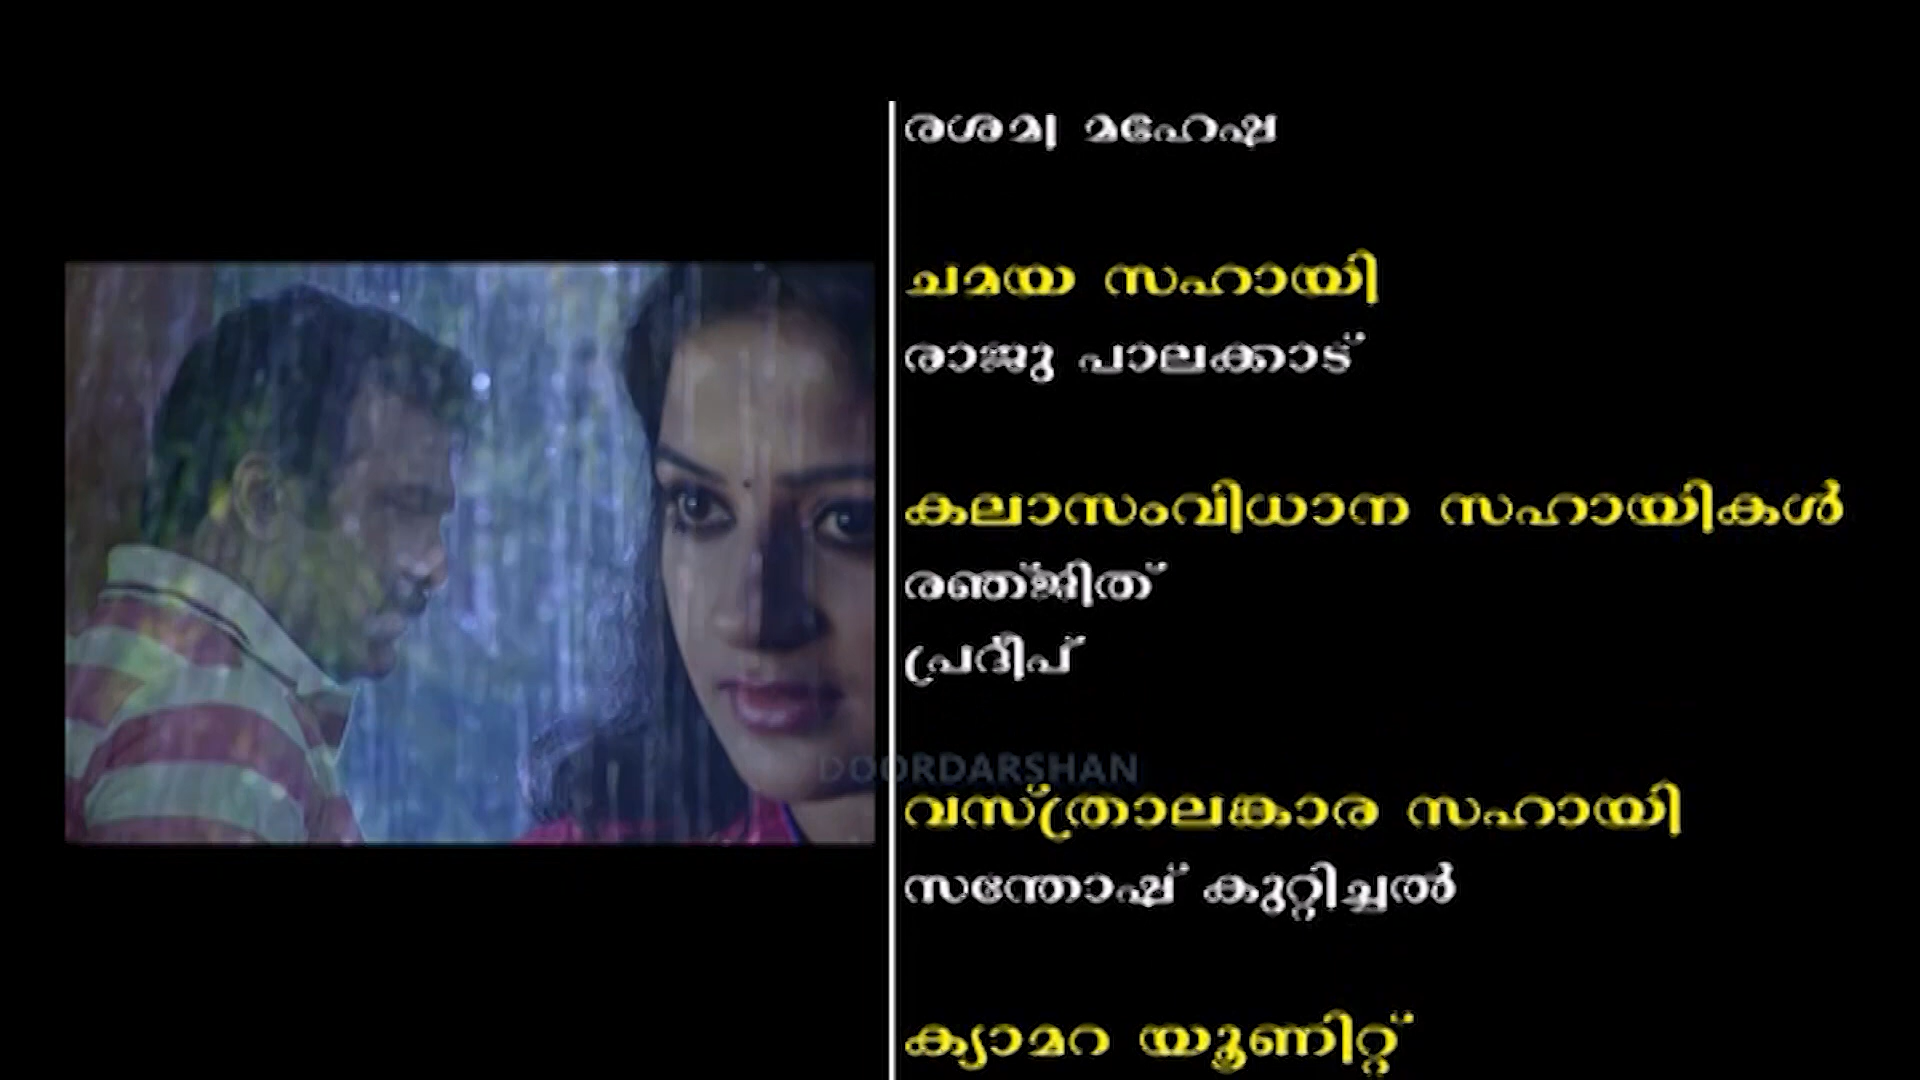 രശ്മി മഹേഷ്
ചമയ സഹായി
രാജു പാലക്കാട്
കലാസംവിധാന സഹായികൾ
രഞ്ജിത്
പ്രദീപ്
DOORDARSHAN
വസ്ത്രാലങ്കാര സഹായി
സന്തോഷ് കുറ്റിച്ചൽ
ക്യാമറ യൂണിറ്റ്